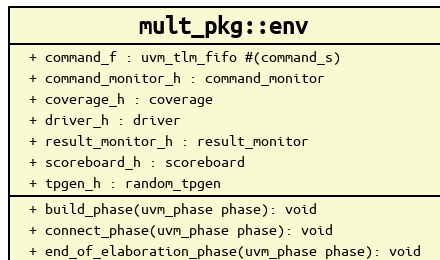 mult_pkg::env
+ command_f : uvm_tlm_fifo #(command_s)
+ command_monitor_h : command_monitor
+ coverage_h : coverage
+ driver_h : driver
+ result_monitor_h : result_monitor
+ scoreboard_h : scoreboard
+ tpgen_h : random_tpgen
+ build_phase(uvm_phase phase): void
+ connect_phase(uvm_phase phase): void
+ end_of_elaboration_phase(uvm_phase phase): void